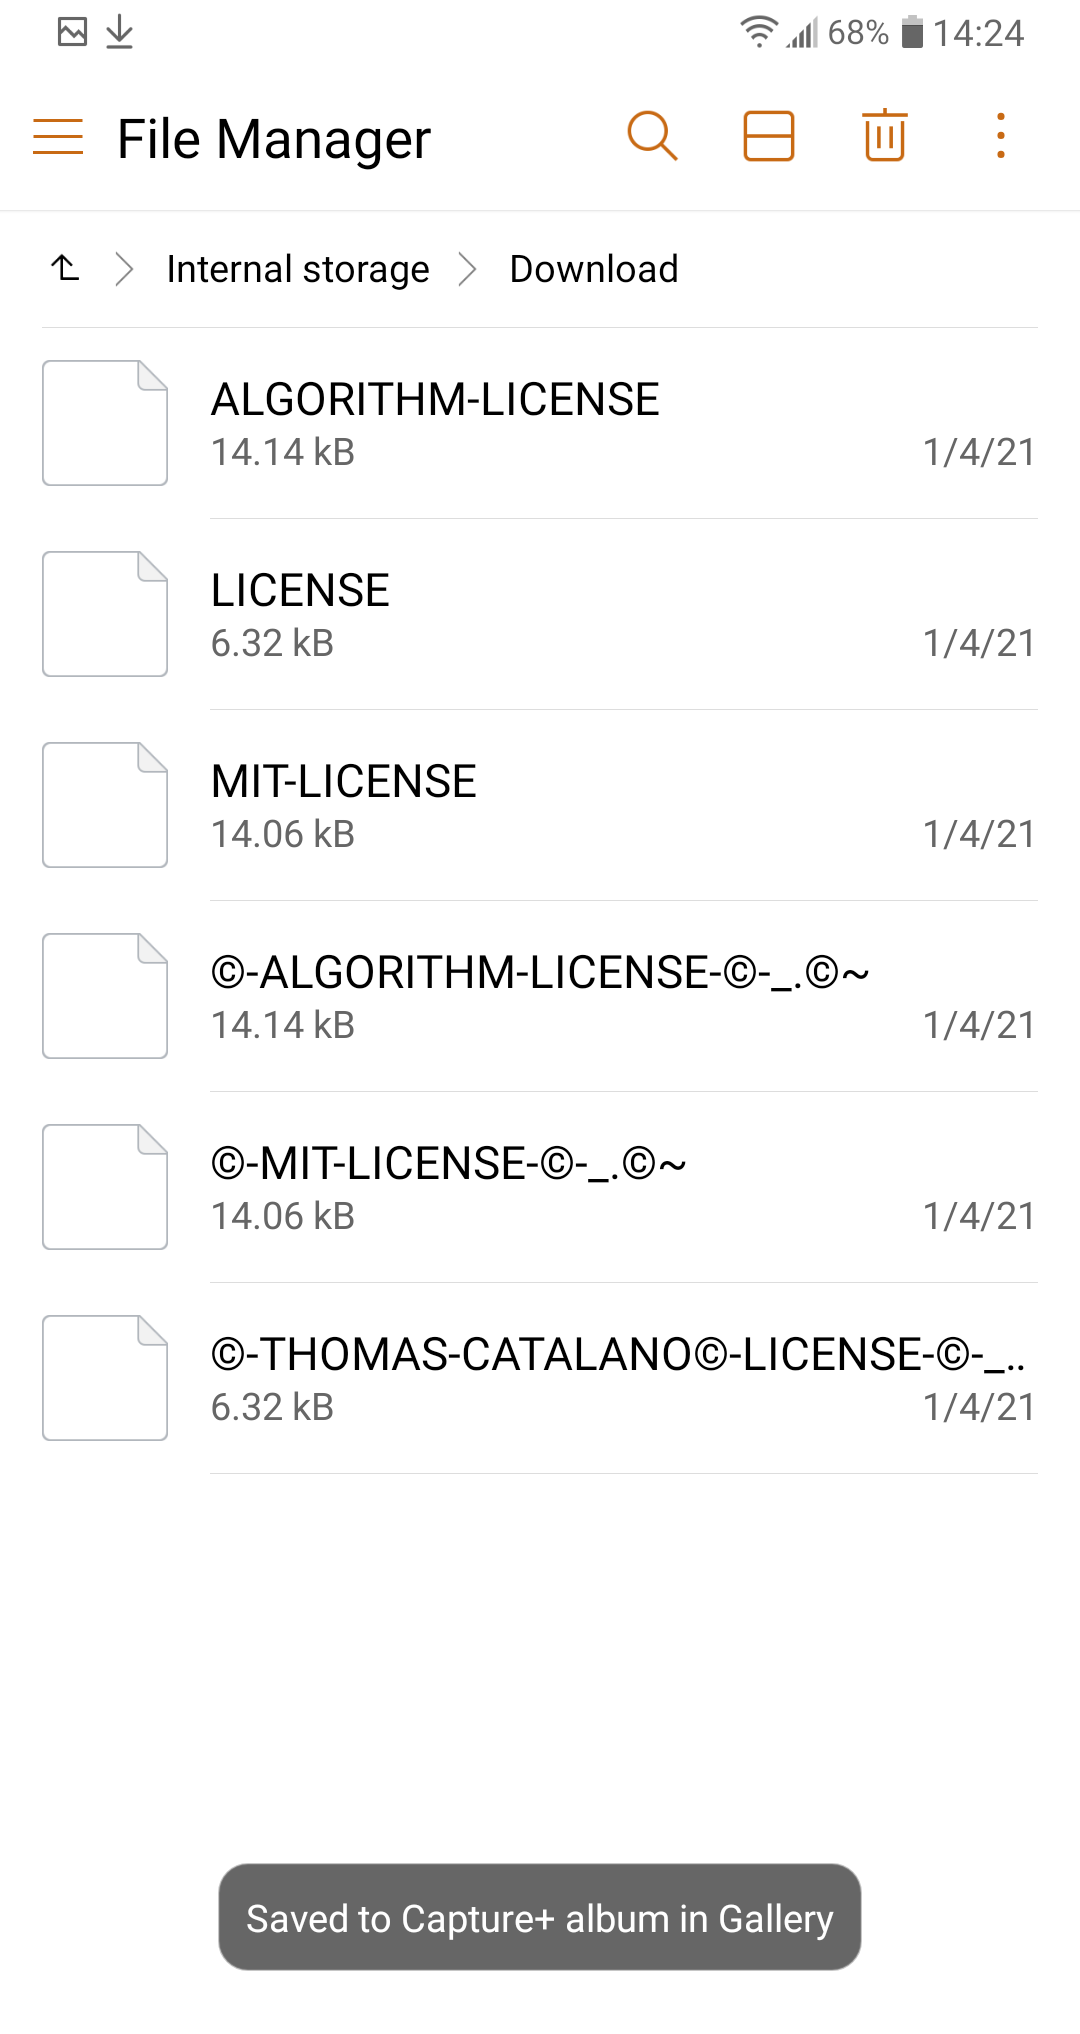 68% 14:24
File Manager
Internal storage Download
ALGORITHM-LICENSE
14.14 kB 1/4/21
LICENSE
6.32 kB 1/4/21
MIT-LICENSE
14.06 kB 1/4/21
©-ALGORITHM-LICENSE-©-_.©~
14.14 kB 1/4/21
©-MIT-LICENSE-©-_.©~
14.06 kB 1/4/21
©-THOMAS-CATALANO©-LICENSE-©-_..
6.32 kB 1/4/21
Saved to Capture+ album in Gallery